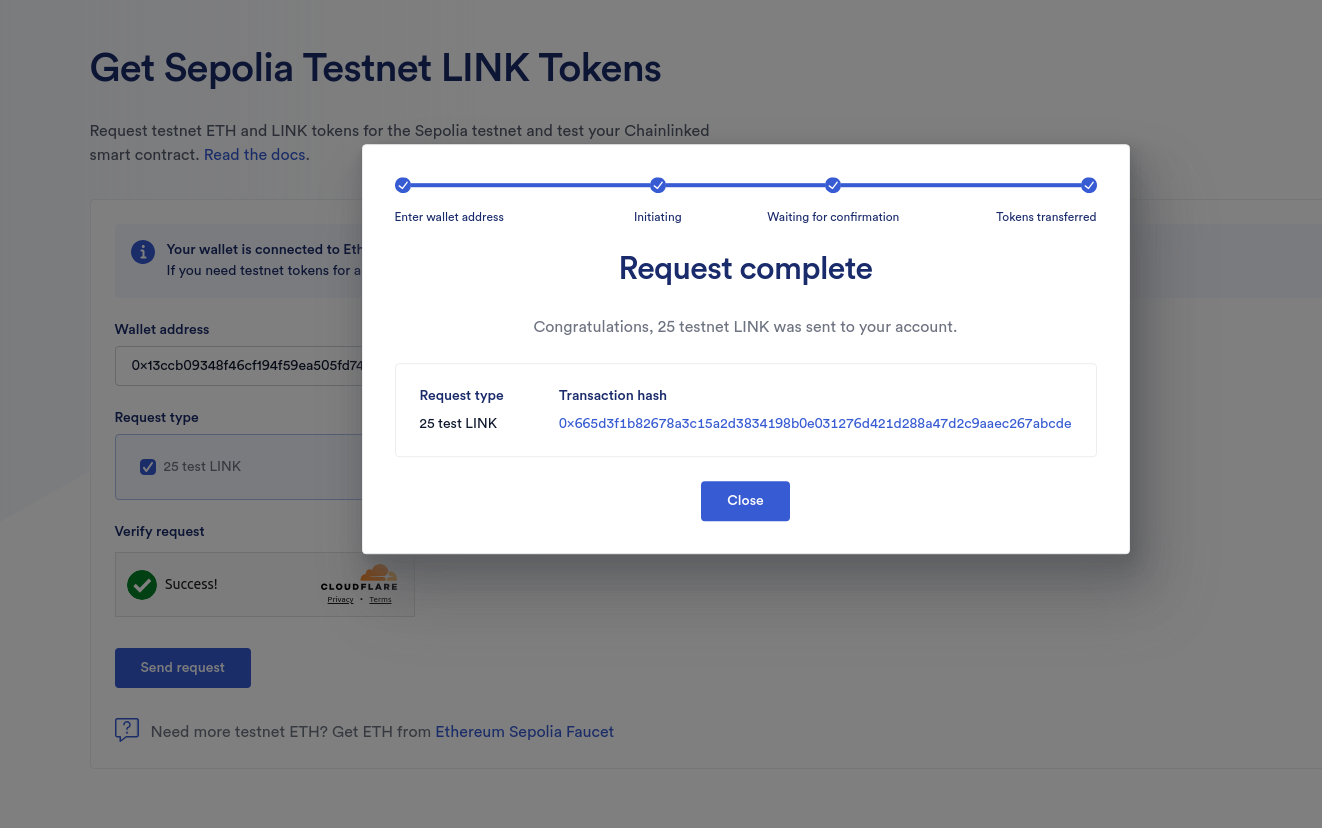 Get Sepolia Testnet LINK Tokens
Request testnet ETH and LINK tokens for the Sepolia testnet and test your Chainlinked
smart contract. Read the docs.
Enter wallet address
Initiating
Waiting for confirmation
Tokens transferred
Request complete
Congratulations, 25 testnet LINK was sent to your account.
Request type
Transaction hash
25 test LINK
0x665d3f1b82678a3c15a2d3834198b0e031276d421d288a47d2c9aaec267abcde
Close
Your wallet is connected to Eth
If you need testnet tokens for a
Wallet address
0x13ccb09348f46cf194f59ea505fd74
Request type
25 test LINK
Verify request
Success!
CLOUDFLARE
Privacy • Terms
Send request
Need more testnet ETH? Get ETH from Ethereum Sepolia Faucet